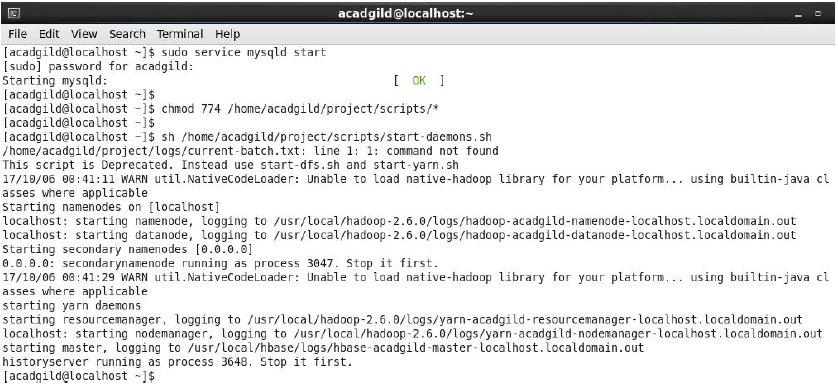 acadgild@localhost:~
File Edit View Search Terminal Help
[acadgild@localhost ~]$ sudo service mysqld start
[sudo] password for acadgild:
Starting mysqld: [ OK ]
[acadgild@localhost ~]$
[acadgild@localhost ~]$ chmod 774 /home/acadgild/project/scripts/*
[acadgild@localhost ~]$
[acadgild@localhost ~]$ sh /home/acadgild/project/scripts/start-daemons.sh
/home/acadgild/project/logs/current-batch.txt: line 1: 1: command not found
This script is Deprecated. Instead use start-dfs.sh and start-yarn.sh
17/10/06 00:41:11 WARN util.NativeCodeLoader: Unable to load native-hadoop library for your platform... using builtin-java cl
asses where applicable
Starting namenodes on [localhost]
localhost: starting namenode, logging to /usr/local/hadoop-2.6.0/logs/hadoop-acadgild-namenode-localhost.localdomain.out
localhost: starting datanode, logging to /usr/local/hadoop-2.6.0/logs/hadoop-acadgild-datanode-localhost.localdomain.out
Starting secondary namenodes [0.0.0.0]
0.0.0.0: secondarynamenode running as process 3047. Stop it first.
17/10/06 00:41:29 WARN util.NativeCodeLoader: Unable to load native-hadoop library for your platform... using builtin-java cl
asses where applicable
starting yarn daemons
starting resourcemanager, logging to /usr/local/hadoop-2.6.0/logs/yarn-acadgild-resourcemanager-localhost.localdomain.out
localhost: starting nodemanager, logging to /usr/local/hadoop-2.6.0/logs/yarn-acadgild-nodemanager-localhost.localdomain.out
starting master, logging to /usr/local/hbase/logs/hbase-acadgild-master-localhost.localdomain.out
historyserver running as process 3648. Stop it first.
[acadgild@localhost ~]$